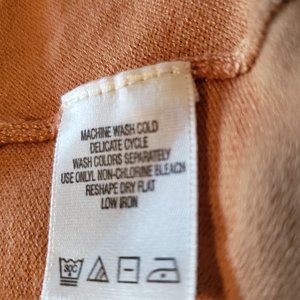 MACHINE WASH COLD
DELICATE CYCLE
WASH COLORS SEPARATELY
USE ONLYL NON-CHLORINE BLEACH
RESHAPE DRY FLAT
LOW IRON